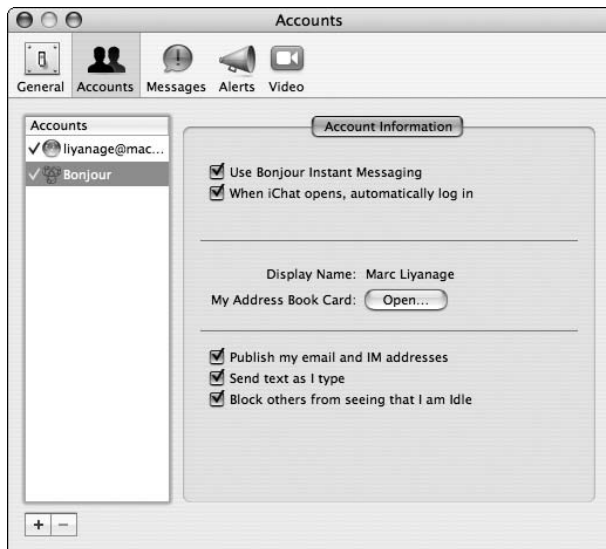 Accounts
General Accounts Messages Alerts Video
Accounts
liyanage@mac...
Bonjour
Account Information
Use Bonjour Instant Messaging
When iChat opens, automatically log in
Display Name: Marc Liyanage
My Address Book Card: Open...
Publish my email and IM addresses
Send text as I type
Block others from seeing that I am Idle